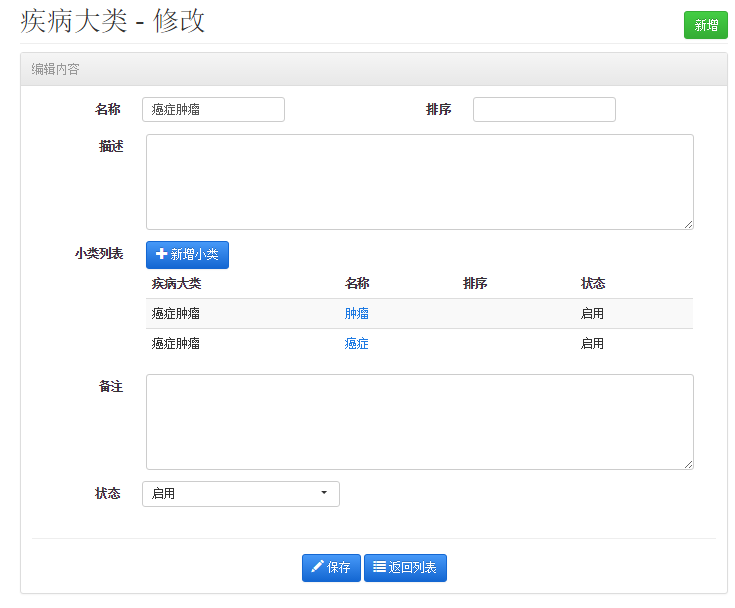 疾病大类 - 修改
新增
编辑内容
名称 癌症肿瘤 排序
描述
小类列表 新增小类
疾病大类 名称 排序 状态
癌症肿瘤 肿瘤 启用
癌症肿瘤 癌症 启用
备注
状态 启用
保存 返回列表